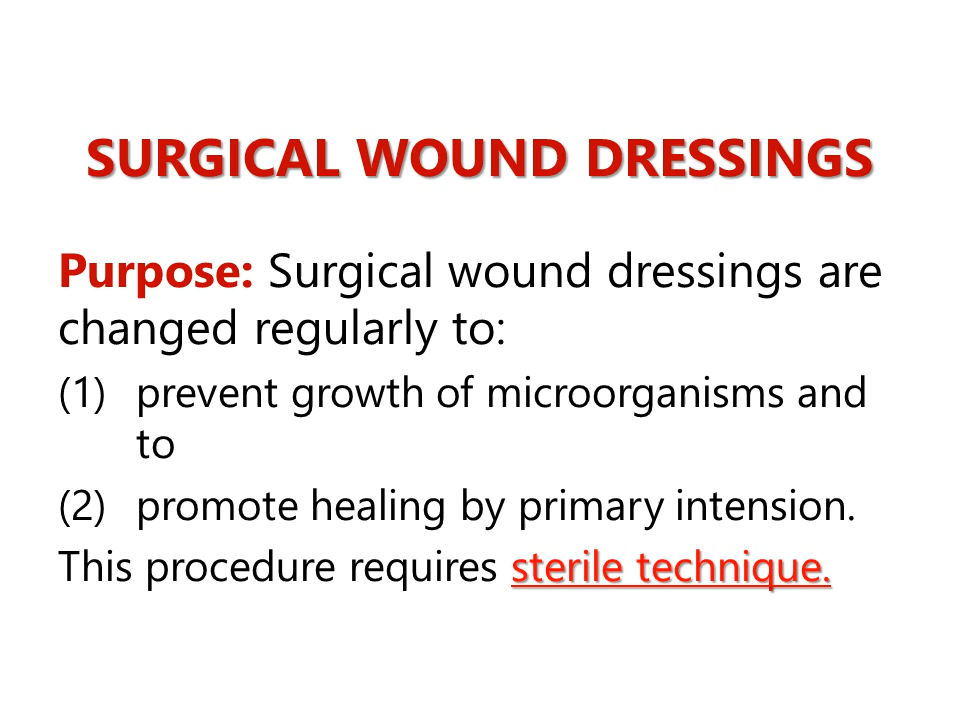 SURGICAL WOUND DRESSINGS
Purpose: Surgical wound dressings are
changed regularly to:
(1) prevent growth of microorganisms and
to
(2) promote healing by primary intension.
This procedure requires sterile technique.